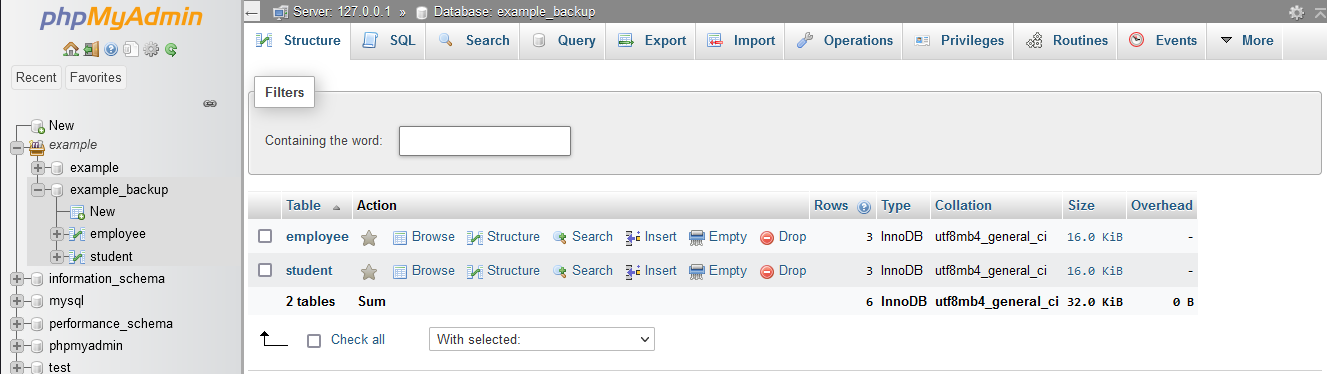 phpMyAdmin
Recent Favorites
New
example
example
example_backup
New
employee
student
information_schema
mysql
performance_schema
phpmyadmin
test
Server: 127.0.0.1 » Database: example_backup
Structure SQL Search Query Export Import Operations Privileges Routines Events More
Filters
Containing the word:
Table Action Rows Type Collation Size Overhead
employee Browse Structure Search Insert Empty Drop 3 InnoDB utf8mb4_general_ci 16.0 KiB -
student Browse Structure Search Insert Empty Drop 3 InnoDB utf8mb4_general_ci 16.0 KiB -
2 tables Sum 6 InnoDB utf8mb4_general_ci 32.0 KiB 0 B
Check all With selected: